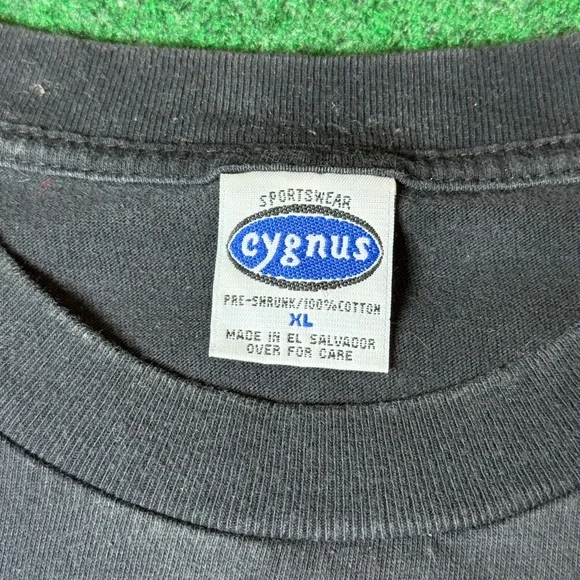 SPORTSWEAR
cygnus
PRE-SHRUNK/100%COTTON
XL
MADE IN EL SALVADOR
OVER FOR CARE